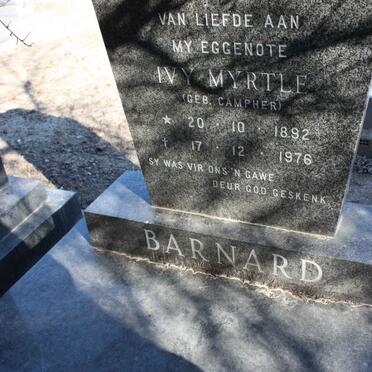 VAN LIEFDE AAN
MY EGGENOTE
IVY MYRTLE
(GEB. CAMPHER)
★ 20 · 10 · 1892
† 17 · 12 · 1976
SY WAS VIR ONS 'N GAWE
DEUR GOD GESKENK
BARNARD